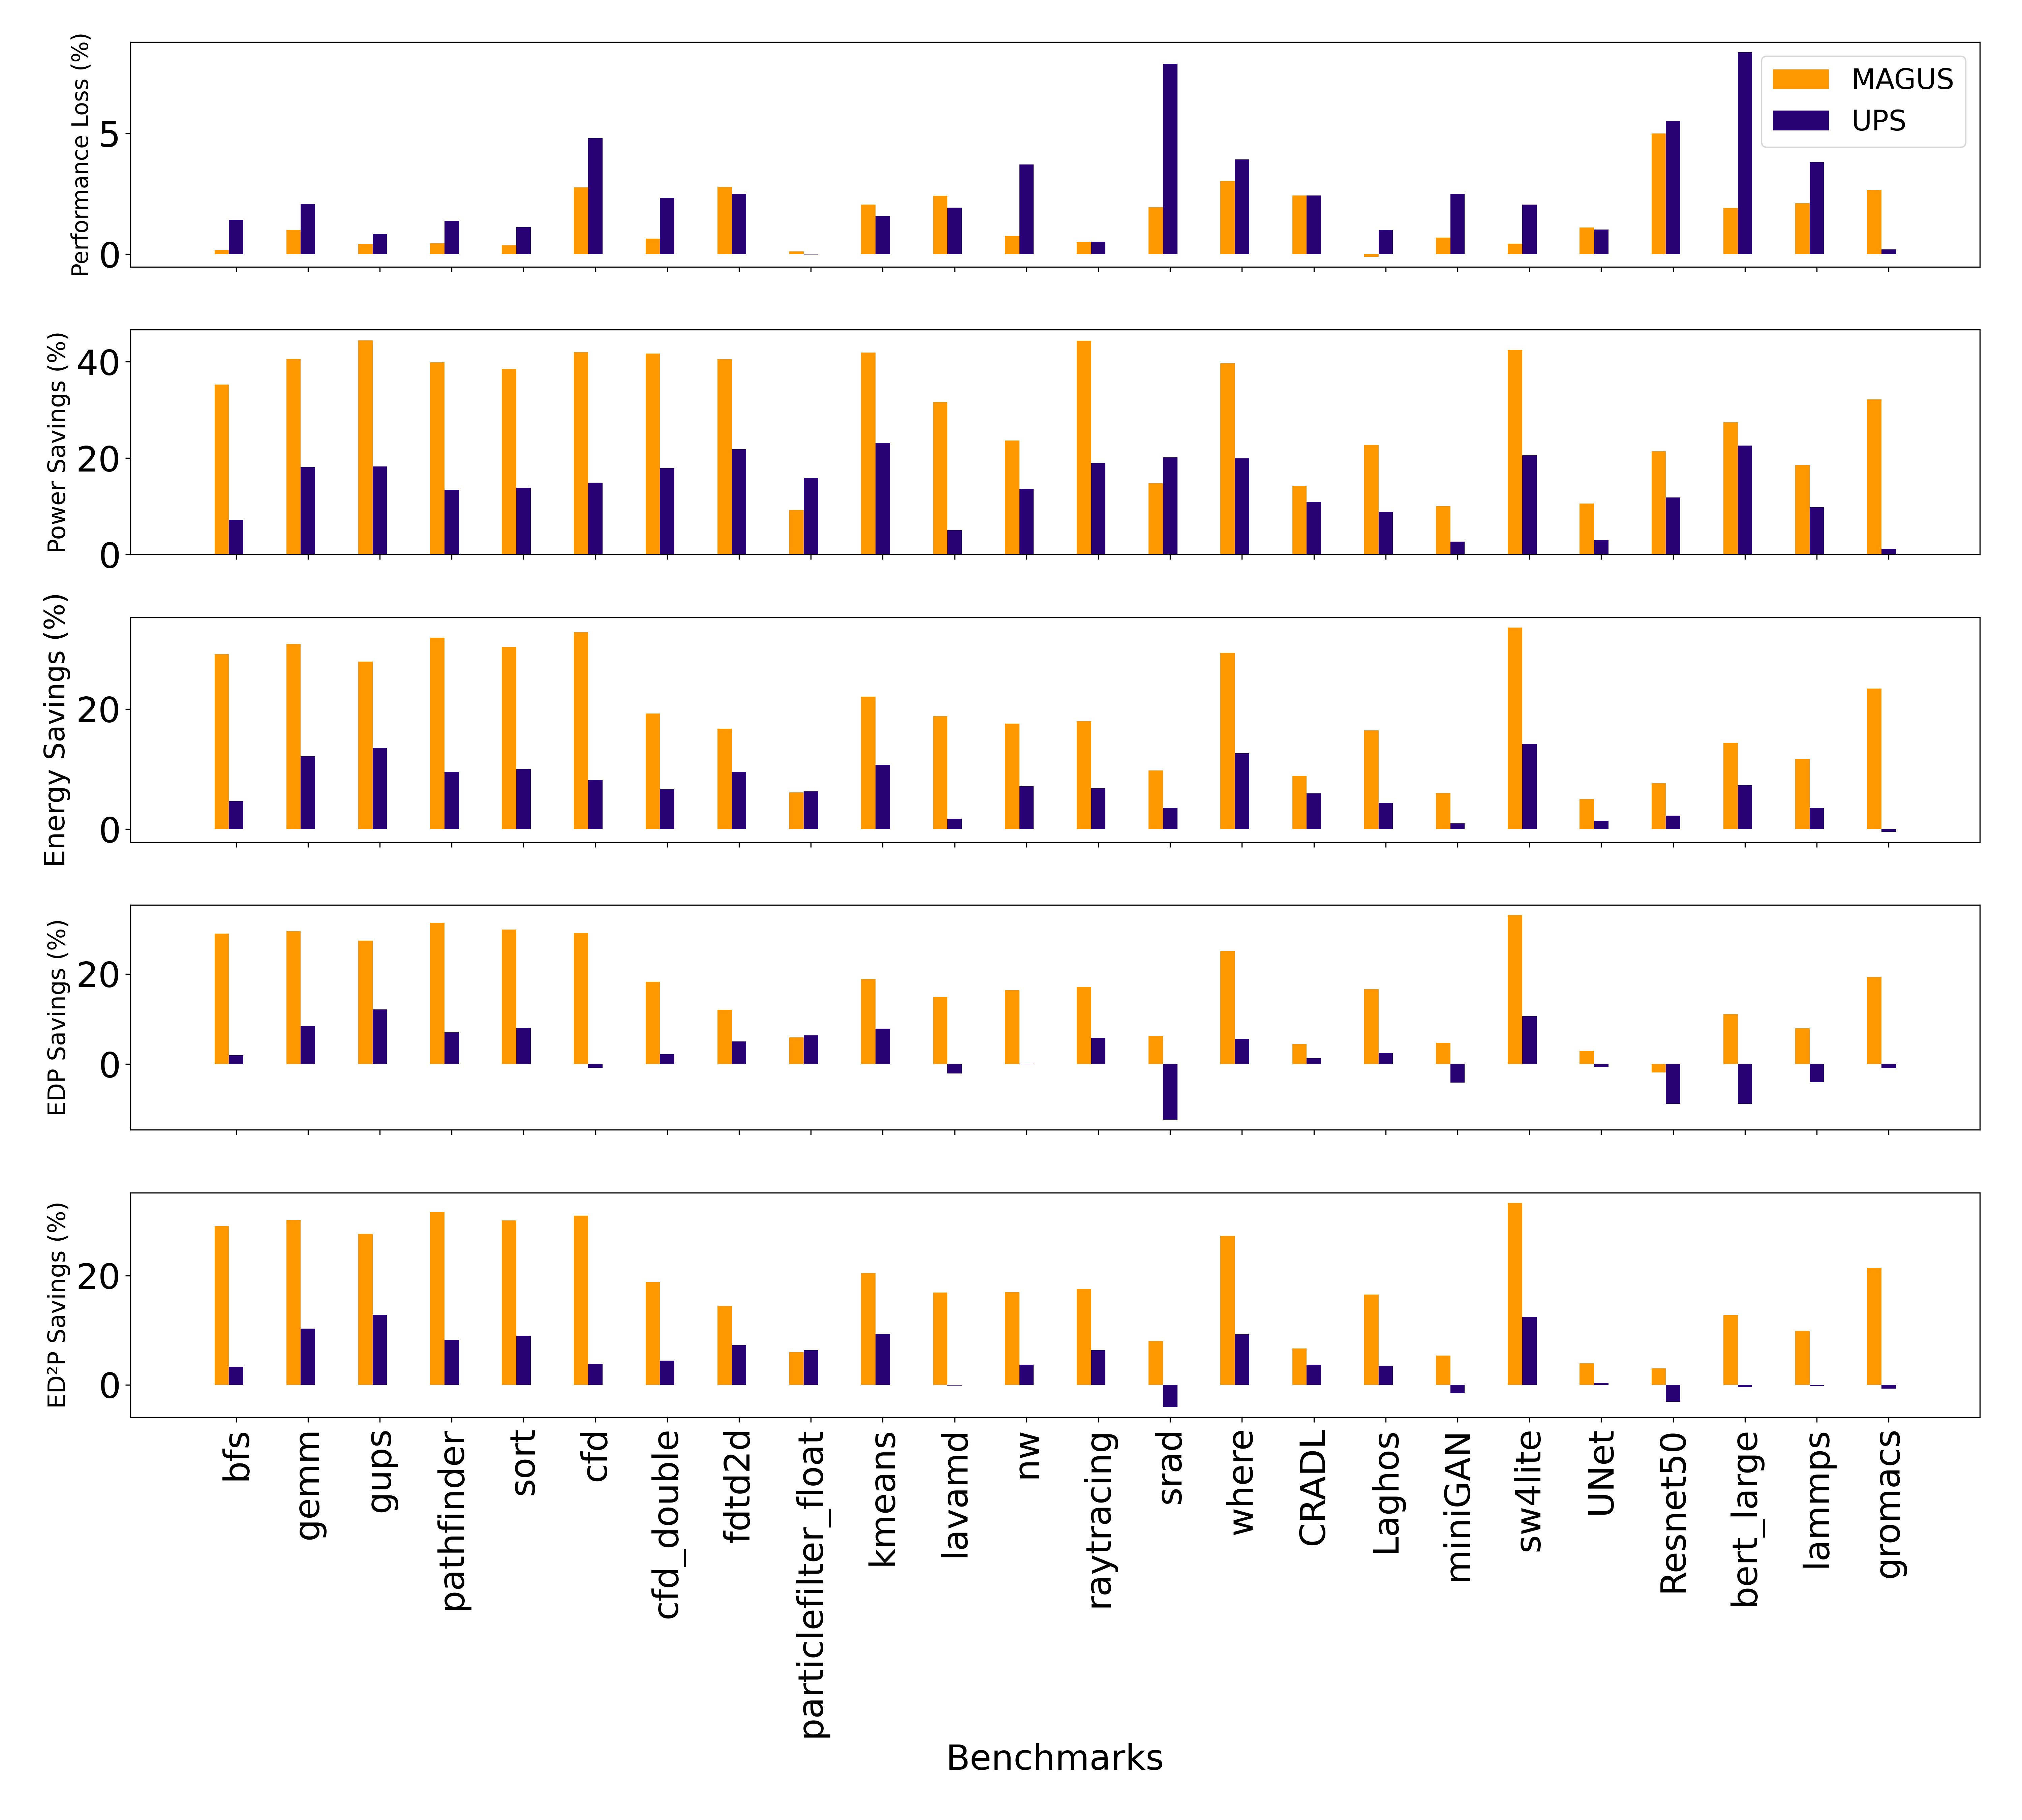 Performance Loss (%)
5
0
MAGUS
UPS
Power Savings (%)
40
20
0
Energy Savings (%)
20
0
EDP Savings (%)
20
0
ED²P Savings (%)
20
0
bfs
gemm
gups
pathfinder
sort
cfd
cfd_double
fdtd2d
particlefilter_float
kmeans
lavamd
nw
raytracing
srad
where
CRADL
Laghos
miniGAN
sw4lite
UNet
Resnet50
bert_large
lammps
gromacs
Benchmarks